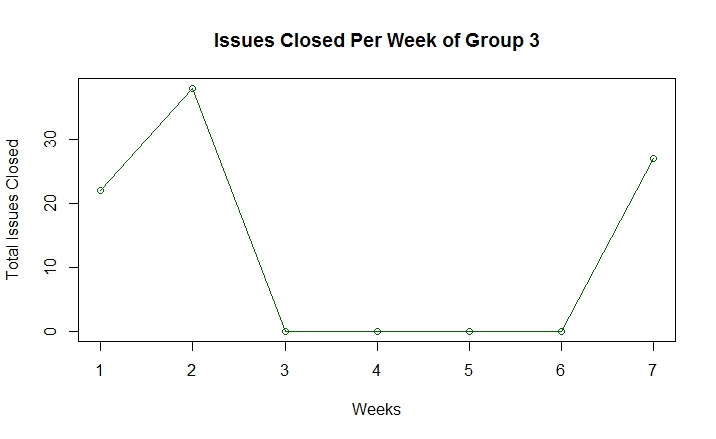 Issues Closed Per Week of Group 3
Total Issues Closed
30
20
10
0
1 2 3 4 5 6 7
Weeks